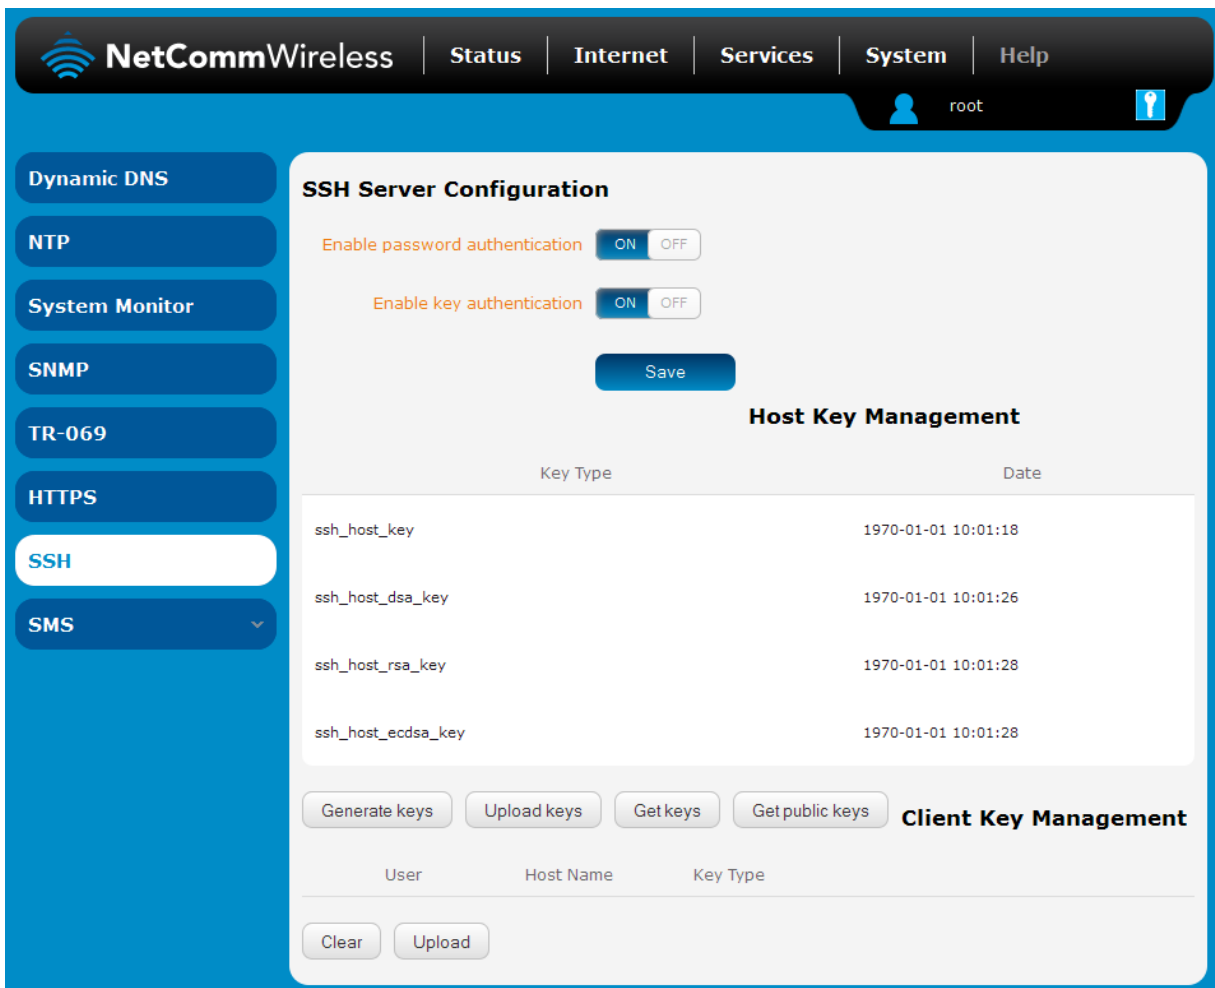 NetCommWireless Status Internet Services System Help
root
Dynamic DNS
NTP
System Monitor
SNMP
TR-069
HTTPS
SSH
SMS
SSH Server Configuration
Enable password authentication ON OFF
Enable key authentication ON OFF
Save
Host Key Management
Key Type Date
ssh_host_key 1970-01-01 10:01:18
ssh_host_dsa_key 1970-01-01 10:01:26
ssh_host_rsa_key 1970-01-01 10:01:28
ssh_host_ecdsa_key 1970-01-01 10:01:28
Generate keys Upload keys Get keys Get public keys Client Key Management
User Host Name Key Type
Clear Upload